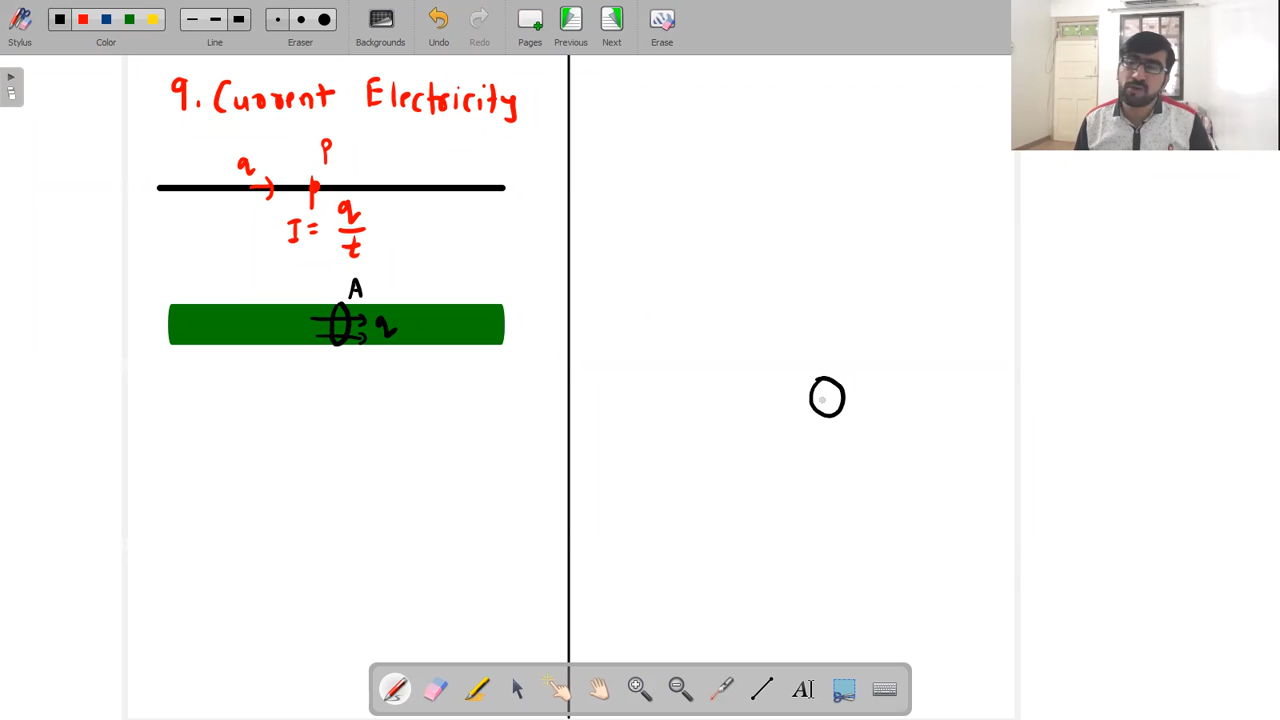 Stylus
Color
Line
Eraser
Backgrounds
Undo
Redo
Pages
Previous
Next
Erase
9. Current Electricity
q
P
I = q/t
A
q